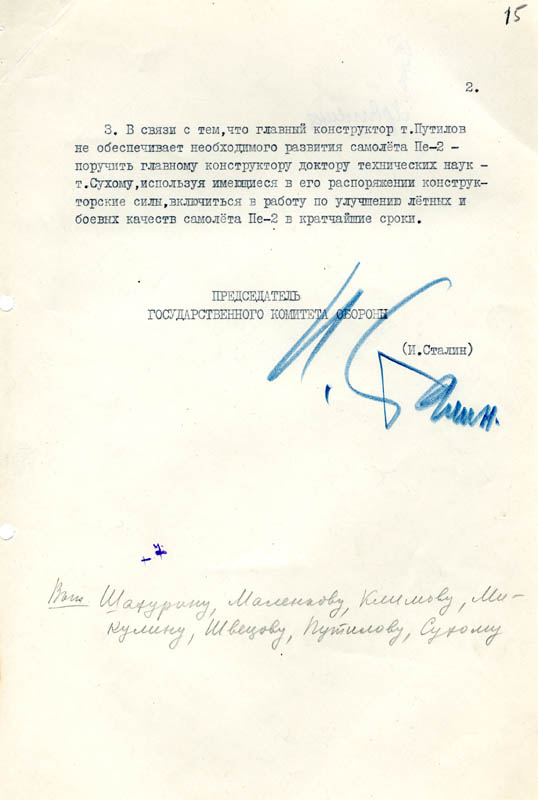 15
2.
3. В связи с тем,что главный конструктор т.Путилов
не обеспечивает необходимого развития самолёта Пе-2 -
поручить главному конструктору доктору технических наук -
т.Сухому,используя имеющиеся в его распоряжении конструк-
торские силы,включиться в работу по улучшению лётных и
боевых качеств самолёта Пе-2 в кратчайшие сроки.
ПРЕДСЕДАТЕЛЬ
ГОСУДАРСТВЕННОГО КОМИТЕТА ОБОРОНЫ
И. Сталин.
(И.Сталин)
Шахурину, Маленкову, Климову, Ми-
кулину, Швецову, Путилову, Сухому